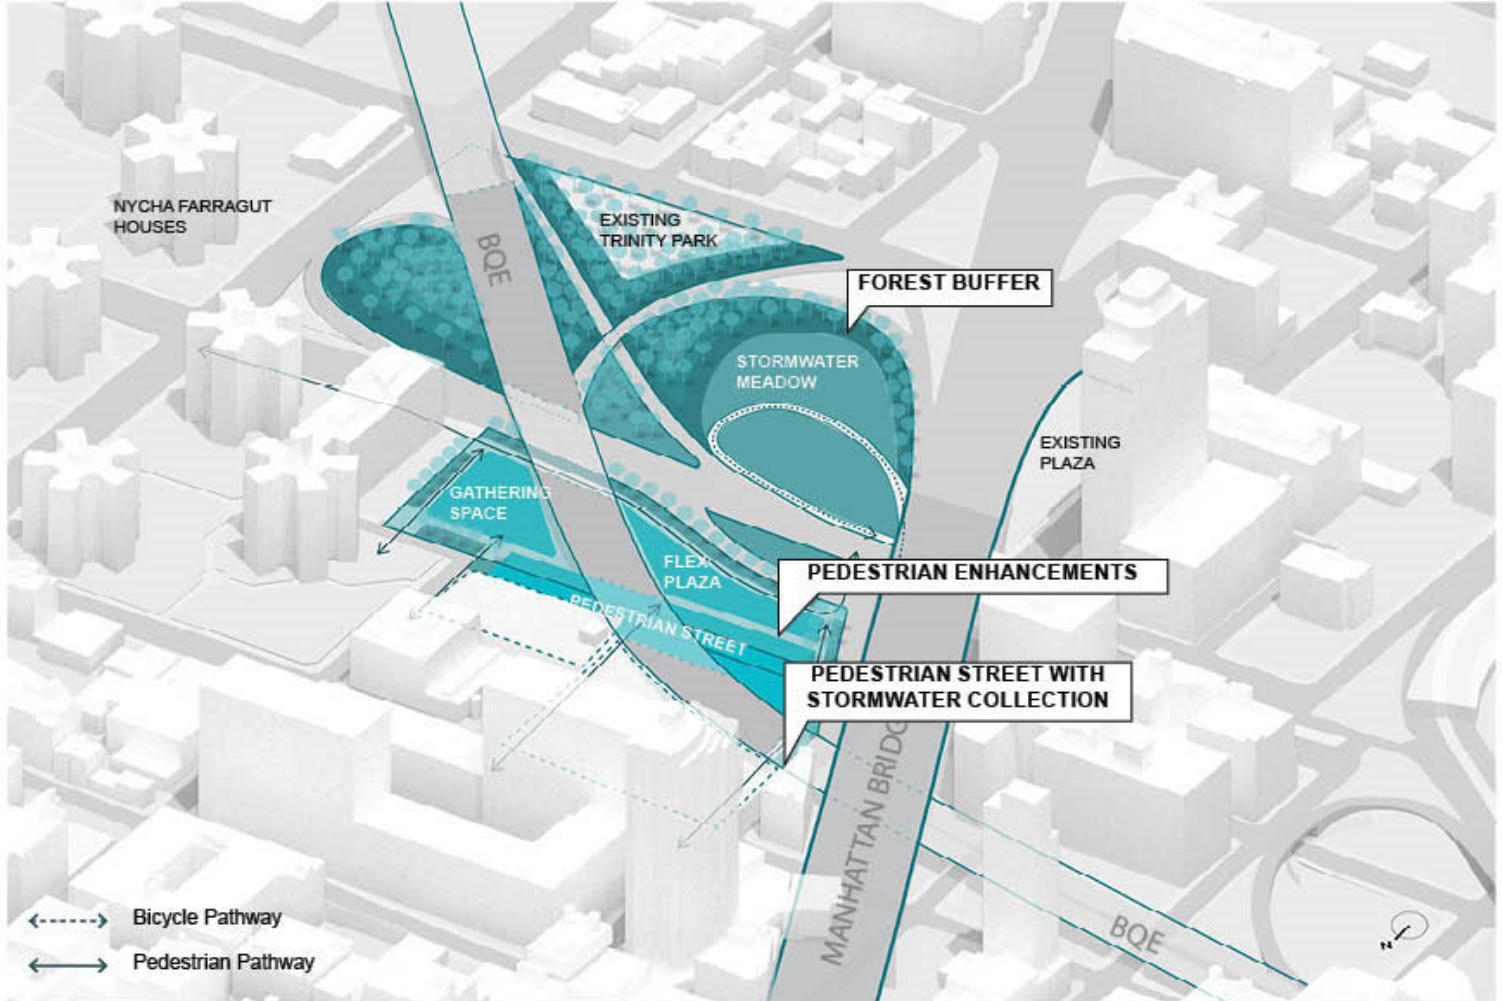 NYCHA FARRAGUT
HOUSES
BQE
EXISTING
TRINITY PARK
FOREST BUFFER
STORMWATER
MEADOW
EXISTING
PLAZA
GATHERING
SPACE
FLEX
PLAZA
PEDESTRIAN ENHANCEMENTS
PEDESTRIAN STREET
PEDESTRIAN STREET WITH
STORMWATER COLLECTION
MANHATTAN BRIDG
BQE
Bicycle Pathway
Pedestrian Pathway
N